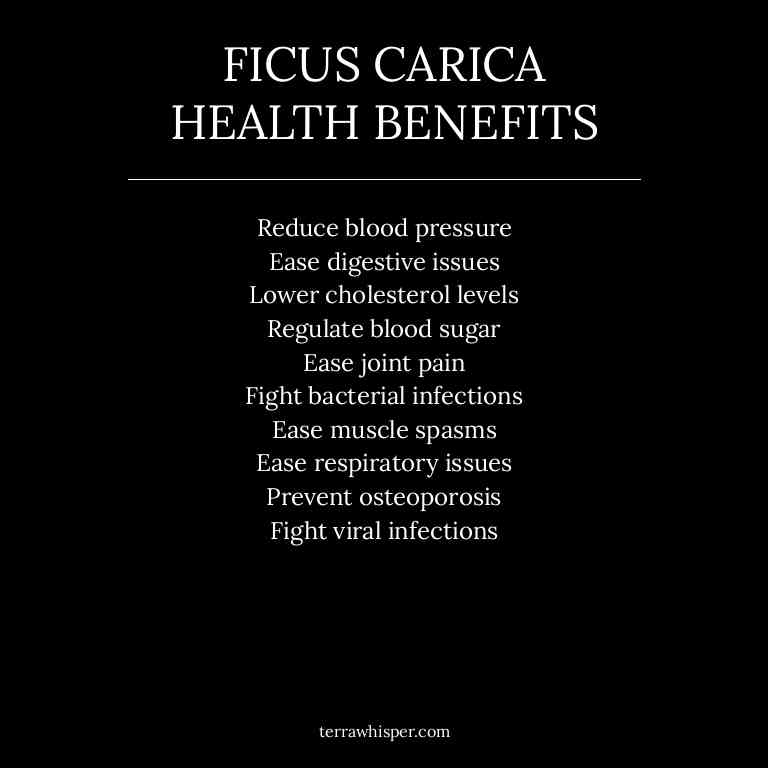 FICUS CARICA
HEALTH BENEFITS
Reduce blood pressure
Ease digestive issues
Lower cholesterol levels
Regulate blood sugar
Ease joint pain
Fight bacterial infections
Ease muscle spasms
Ease respiratory issues
Prevent osteoporosis
Fight viral infections
terrawhisper.com